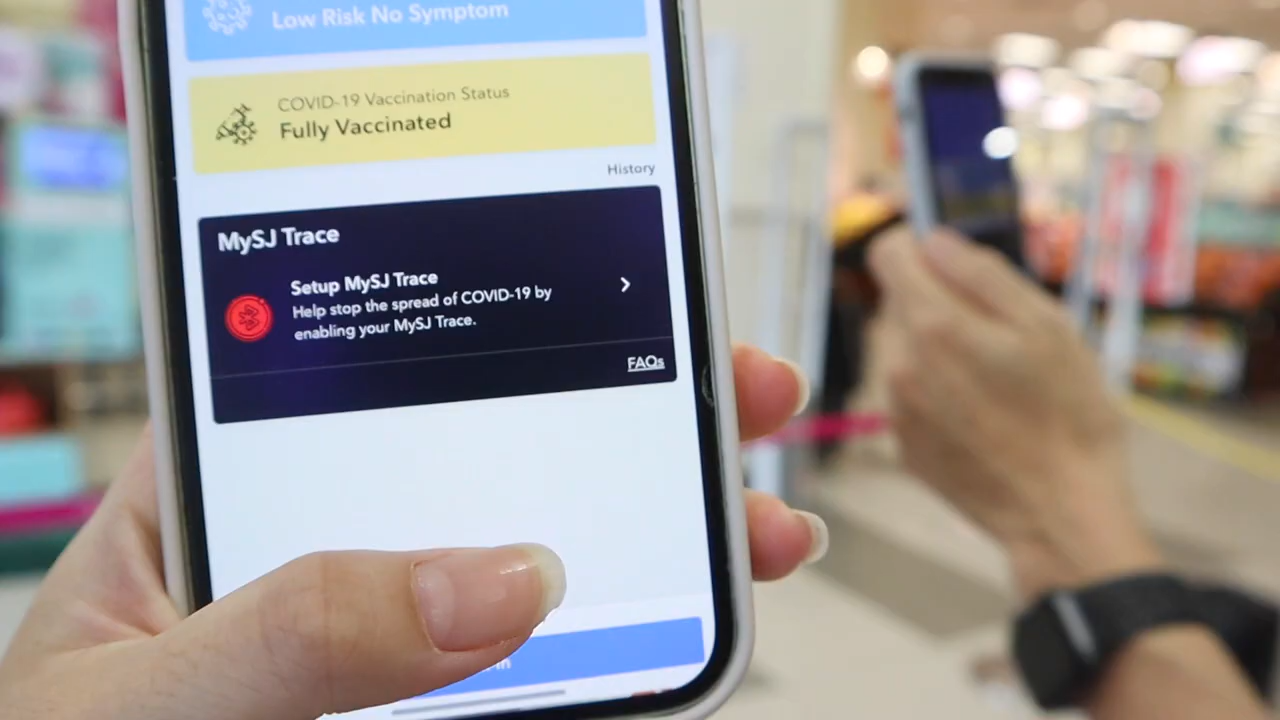 Low Risk No Symptom
COVID-19 Vaccination Status
Fully Vaccinated
History
MySJ Trace
Setup MySJ Trace
Help stop the spread of COVID-19 by
enabling your MySJ Trace.
FAQs